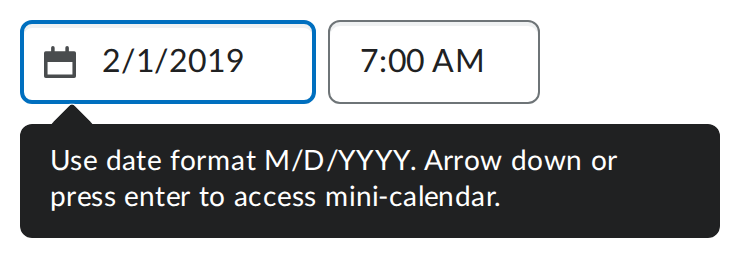 2/1/2019 7:00 AM
Use date format M/D/YYYY. Arrow down or
press enter to access mini-calendar.